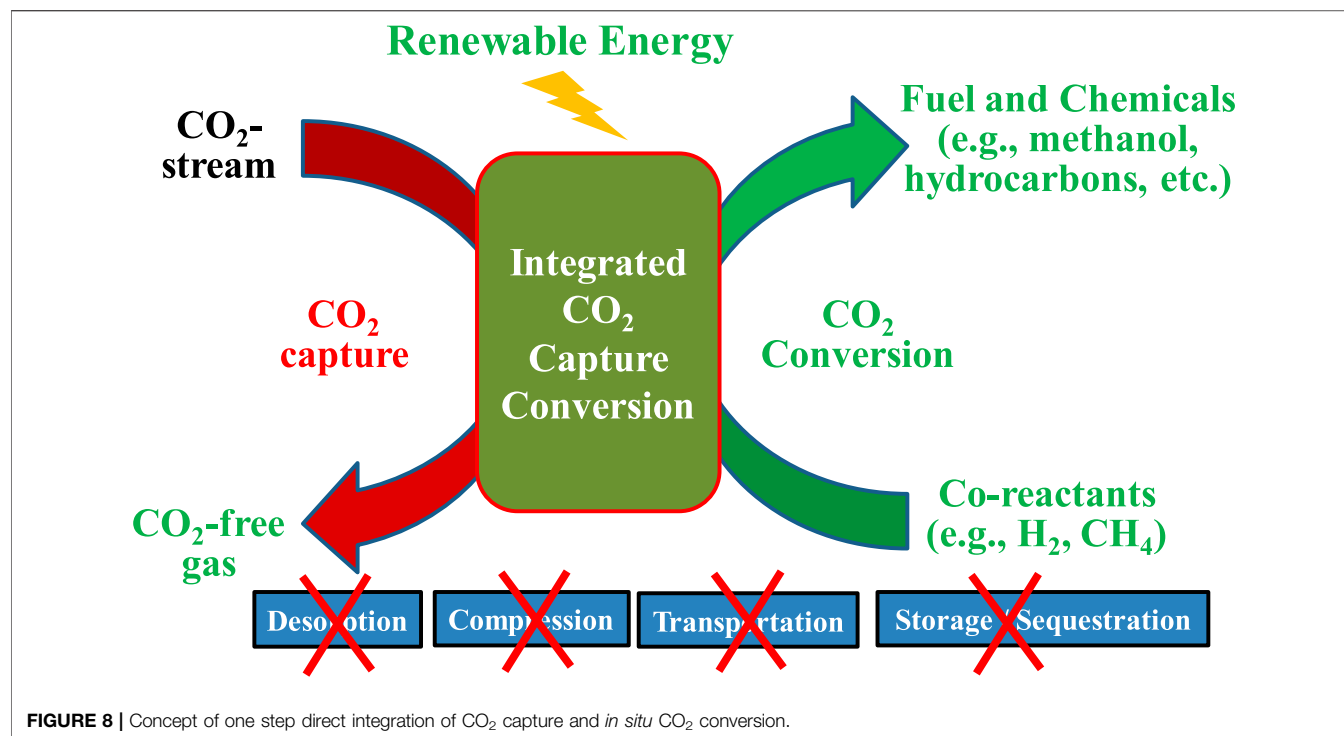 Renewable Energy
CO₂-
stream
Fuel and Chemicals
(e.g., methanol,
hydrocarbons, etc.)
Integrated
CO₂
Capture
Conversion
CO₂
capture
CO₂
Conversion
CO₂-free
gas
Co-reactants
(e.g., H₂, CH₄)
Desorption
Compression
Transportation
Storage / Sequestration
FIGURE 8 | Concept of one step direct integration of CO₂ capture and in situ CO₂ conversion.